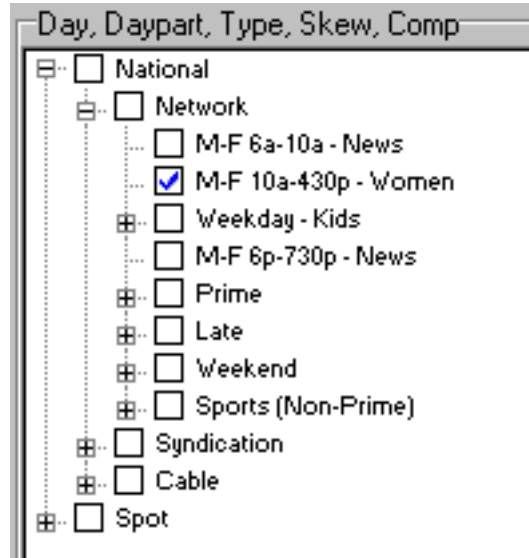 Day, Daypart, Type, Skew, Comp
National
Network
M-F 6a-10a - News
M-F 10a-430p - Women
Weekday - Kids
M-F 6p-730p - News
Prime
Late
Weekend
Sports (Non-Prime)
Syndication
Cable
Spot